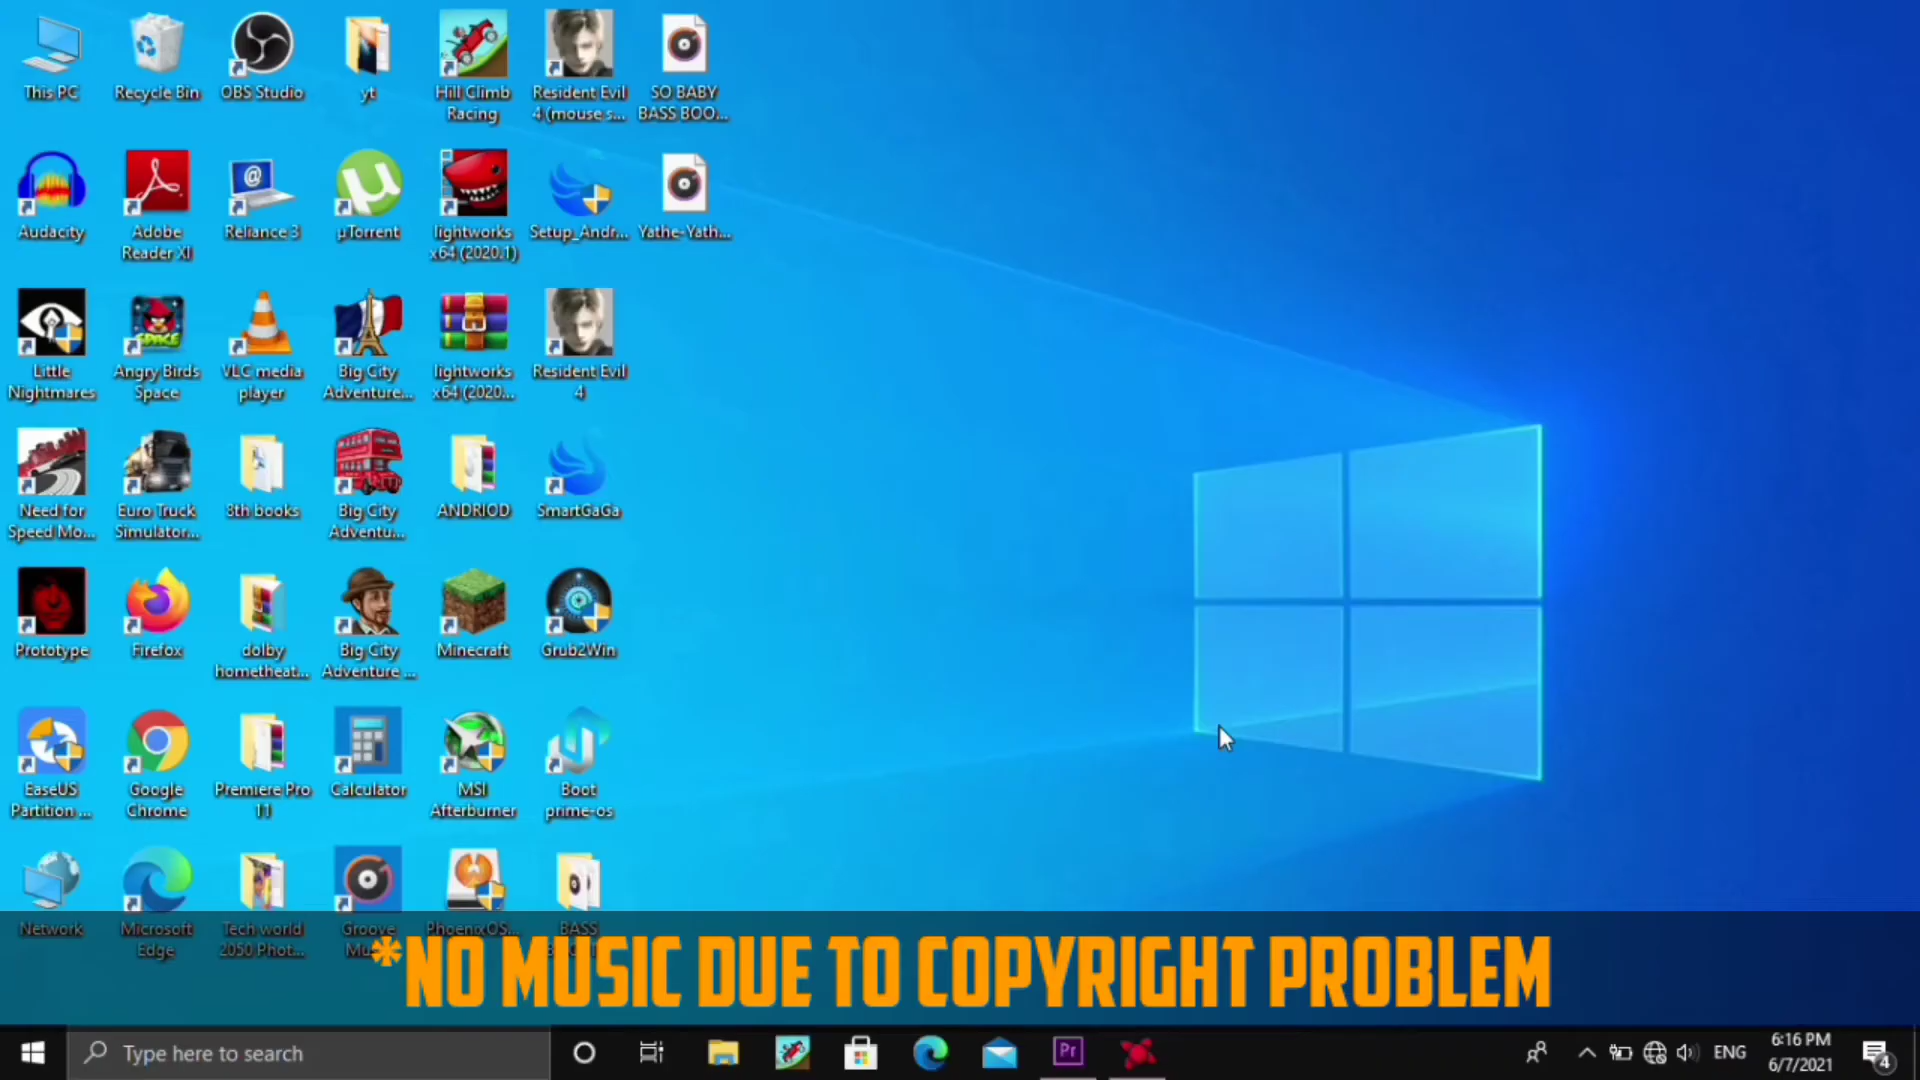 This PC
Recycle Bin
OBS Studio
yt
Hill Climb
Racing
Resident Evil
4 (mouse s...
SO BABY
BASS BOO...
Audacity
Adobe
Reader XI
Reliance 3
µTorrent
lightworks
x64 (2020.1)
Setup_Andr...
Yathe-Yath...
Little
Nightmares
Angry Birds
Space
VLC media
player
Big City
Adventure...
lightworks
x64 (2020...
Resident Evil
4
Need for
Speed Mo...
Euro Truck
Simulator...
8th books
Big City
Adventu...
ANDRIOD
SmartGaGa
Prototype
Firefox
dolby
hometheat...
Big City
Adventure ...
Minecraft
Grub2Win
EaseUS
Partition ...
Google
Chrome
Premiere Pro
11
Calculator
MSI
Afterburner
Boot
prime-os
Network
Microsoft
Edge
Tech world
2050 Phot...
Groove
PhoenixOS...
BASS
*NO MUSIC DUE TO COPYRIGHT PROBLEM
Type here to search
Pr
ENG
6:16 PM
6/7/2021
4